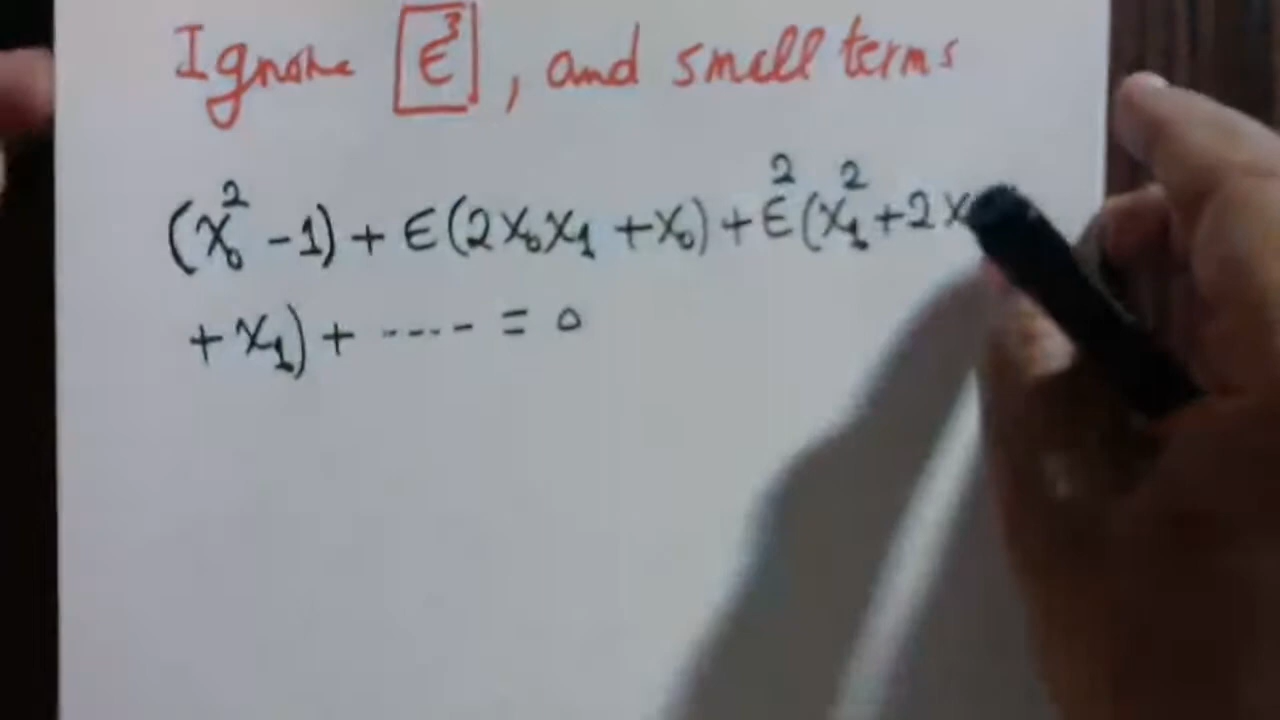 Ignore ϵ³, and small terms
(x₀² - 1) + ϵ(2x₀x₁ + x₀) + ϵ²(x₁² + 2x
+ x₁) + ----- = 0